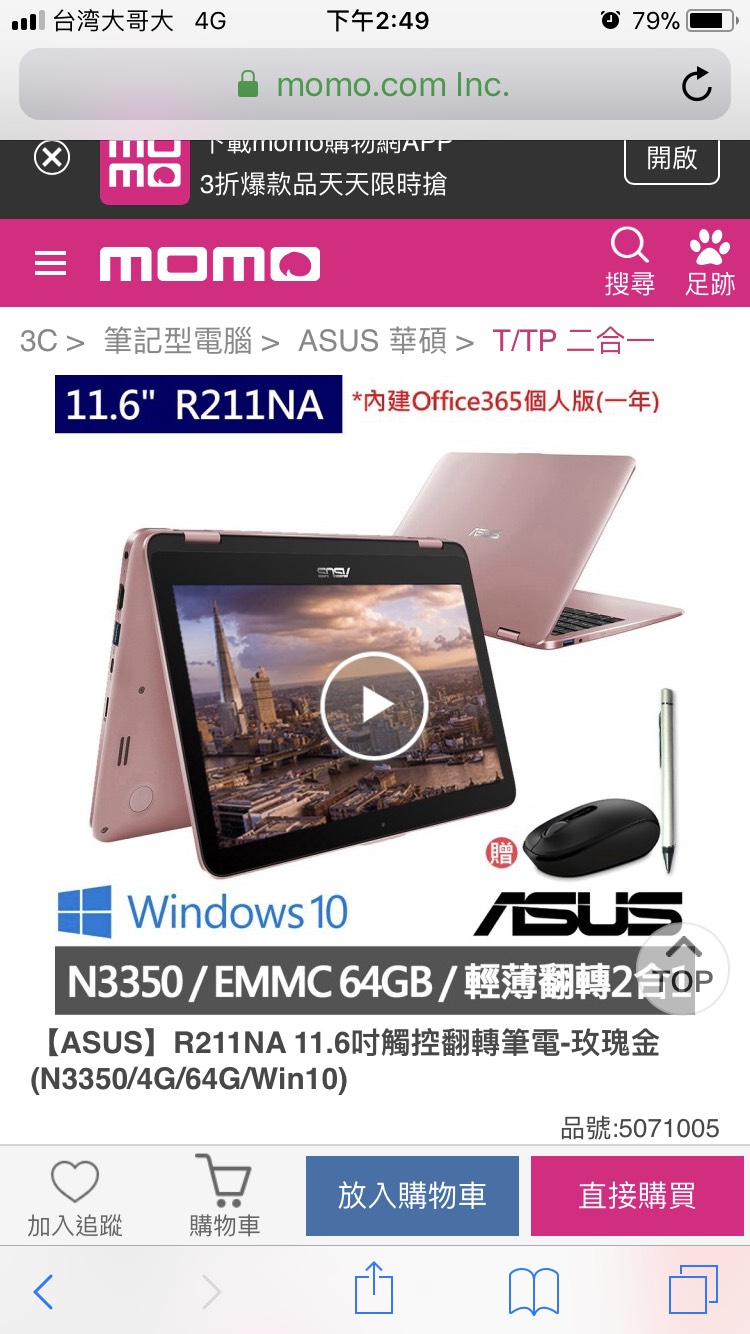 台湾大哥大 4G 下午2:49 79%
momo.com Inc.
下載momo購物網APP
momo
3折爆款品天天限時搶
開啟
momo
搜尋
足跡
3C > 筆記型電腦 > ASUS 華碩 > T/TP 二合一
11.6" R211NA *內建Office365個人版(一年)
ASUS
ASUS
贈
Windows 10
ASUS
N3350 / EMMC 64GB / 輕薄翻轉2合1
TOP
【ASUS】R211NA 11.6吋觸控翻轉筆電-玫瑰金
(N3350/4G/64G/Win10)
品號:5071005
加入追蹤
購物車
放入購物車
直接購買